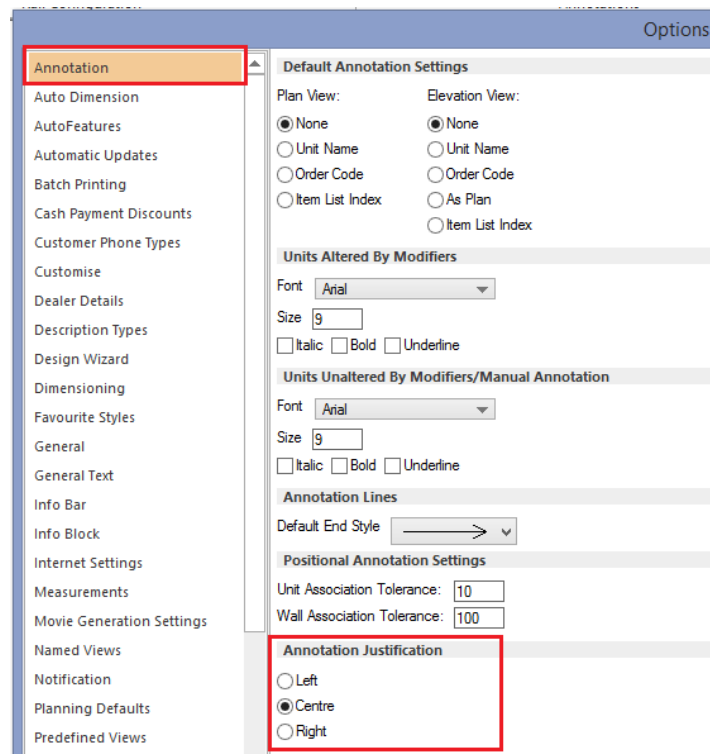 Options
Annotation
Auto Dimension
AutoFeatures
Automatic Updates
Batch Printing
Cash Payment Discounts
Customer Phone Types
Customise
Dealer Details
Description Types
Design Wizard
Dimensioning
Favourite Styles
General
General Text
Info Bar
Info Block
Internet Settings
Measurements
Movie Generation Settings
Named Views
Notification
Planning Defaults
Predefined Views
Default Annotation Settings
Plan View: Elevation View:
None None
Unit Name Unit Name
Order Code Order Code
Item List Index As Plan
Item List Index
Units Altered By Modifiers
Font Arial
Size 9
Italic Bold Underline
Units Unaltered By Modifiers/Manual Annotation
Font Arial
Size 9
Italic Bold Underline
Annotation Lines
Default End Style
Positional Annotation Settings
Unit Association Tolerance: 10
Wall Association Tolerance: 100
Annotation Justification
Left
Centre
Right